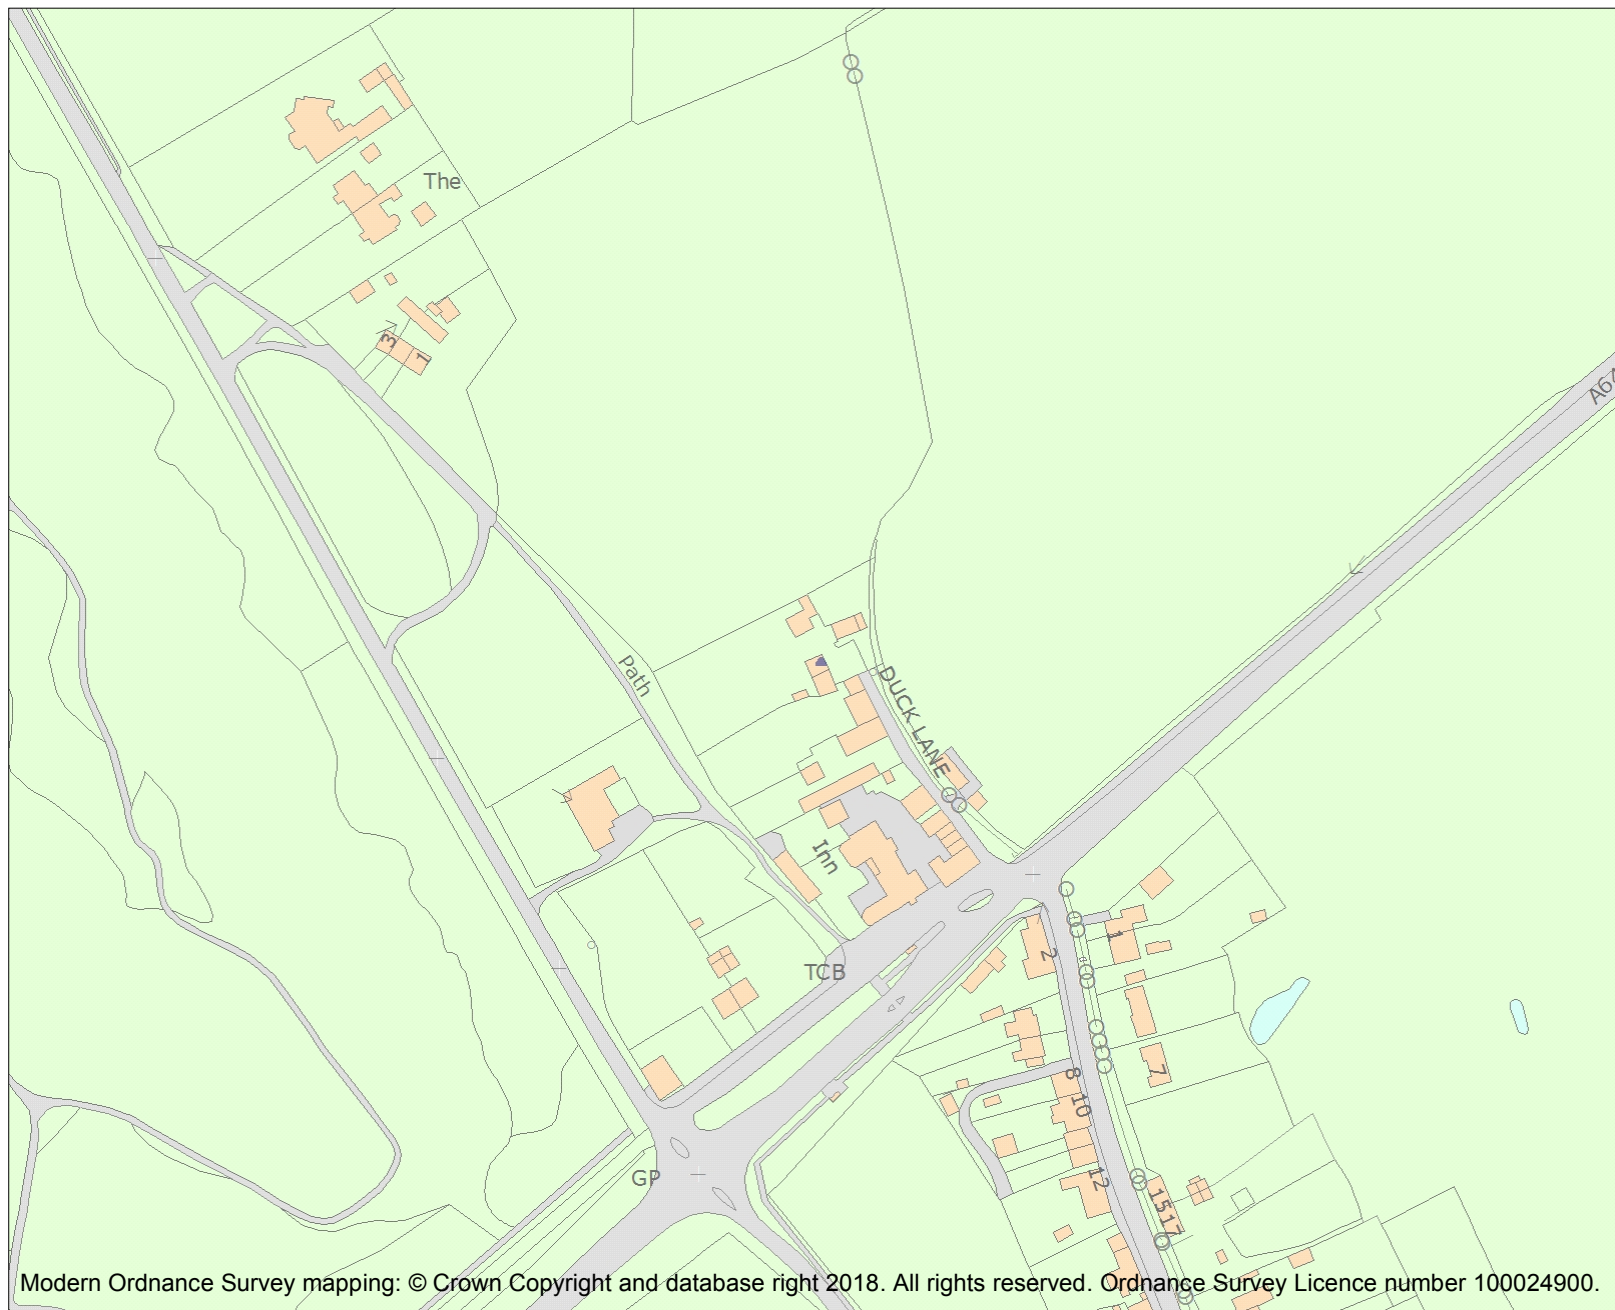 The
3
1
Path
DUCK LANE
Inn
TCB
GP
2
1
7
8
10
12
15
17
Modern Ordnance Survey mapping: © Crown Copyright and database right 2018. All rights reserved. Ordnance Survey Licence number 100024900.